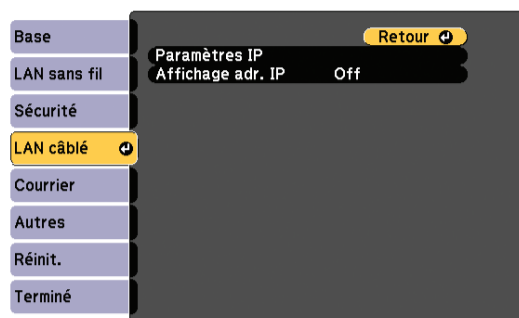 Base
LAN sans fil
Sécurité
LAN câblé
Courrier
Autres
Réinit.
Terminé
Retour
Paramètres IP
Affichage adr. IP Off